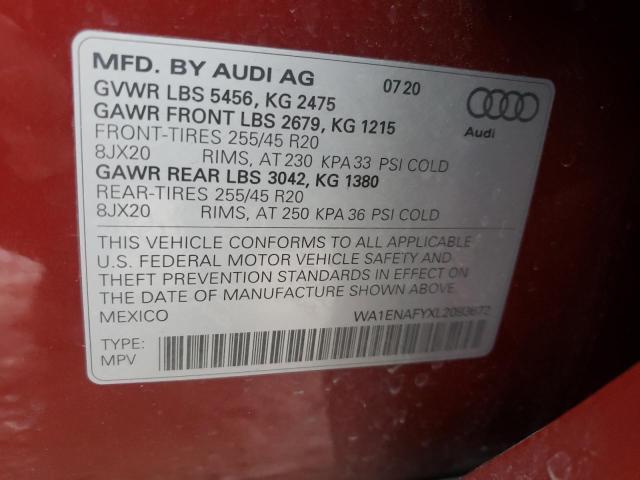 MFD. BY AUDI AG 07 20
GVWR LBS 5456, KG 2475
GAWR FRONT LBS 2679, KG 1215
FRONT-TIRES 255/45 R20
8JX20 RIMS, AT 230 KPA 33 PSI COLD
GAWR REAR LBS 3042, KG 1380
REAR-TIRES 255/45 R20
8JX20 RIMS, AT 250 KPA 36 PSI COLD
Audi
THIS VEHICLE CONFORMS TO ALL APPLICABLE
U.S. FEDERAL MOTOR VEHICLE SAFETY AND
THEFT PREVENTION STANDARDS IN EFFECT ON
THE DATE OF MANUFACTURE SHOWN ABOVE.
MEXICO WA1ENAFYXL2093672
TYPE:
MPV